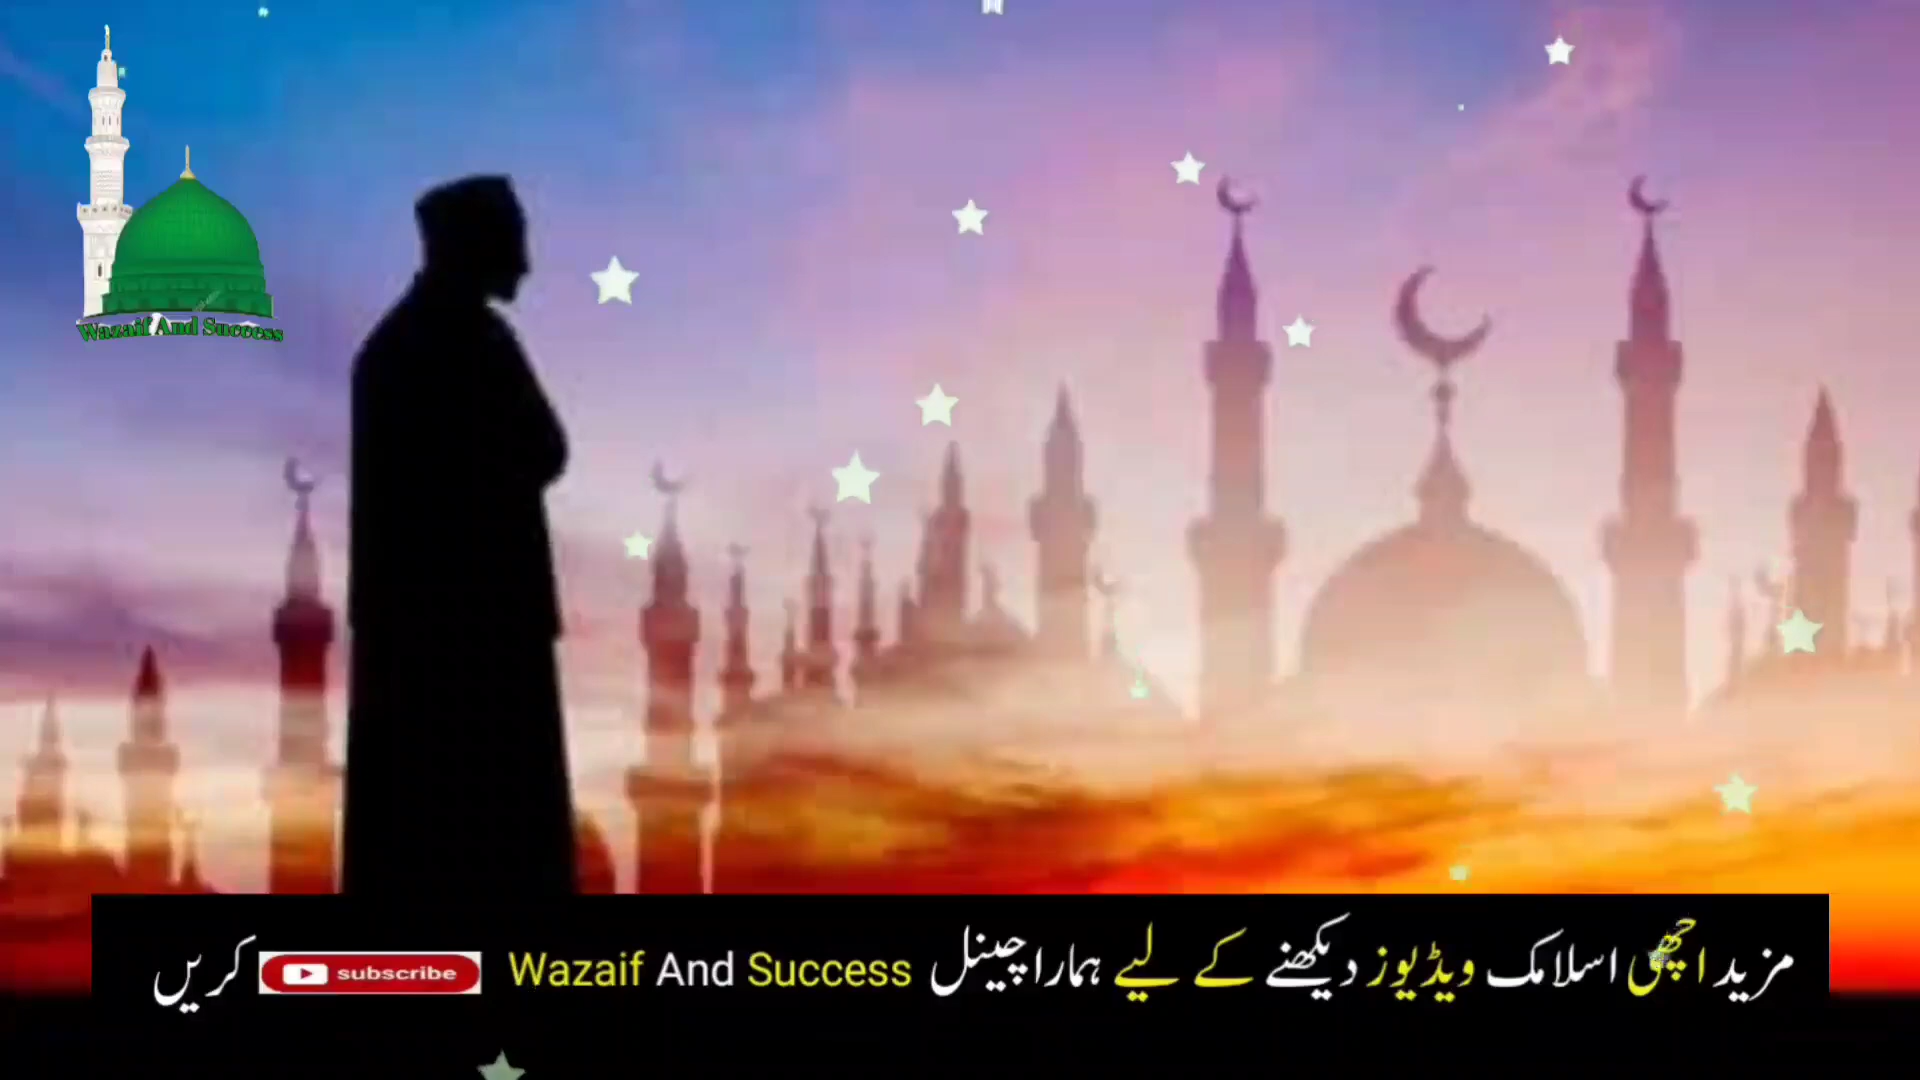 Wazaif And Success
مزید اچھی اسلامک ویڈیوز دیکھنے کے لیے ہمارا چینل Wazaif And Success subscribe کریں